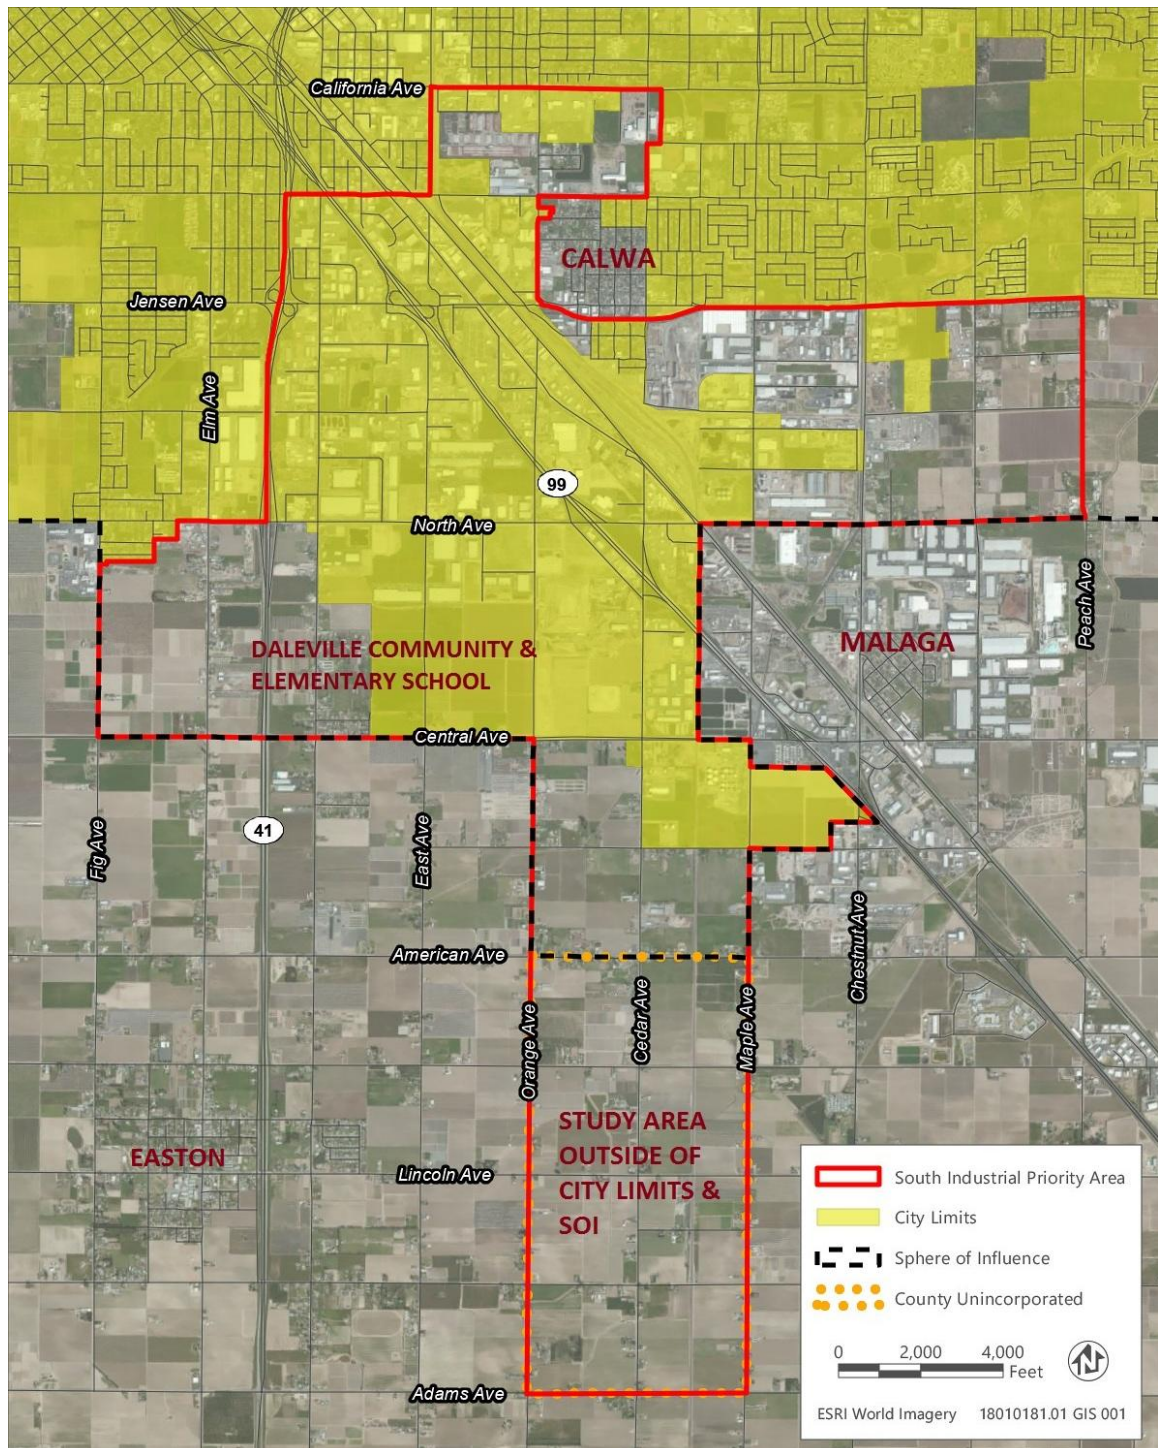 California Ave
CALWA
Jensen Ave
Elm Ave
99
North Ave
Peach Ave
MALAGA
DALEVILLE COMMUNITY &
ELEMENTARY SCHOOL
Central Ave
41
Fig Ave
East Ave
Chestnut Ave
American Ave
Orange Ave
Cedar Ave
Maple Ave
STUDY AREA
OUTSIDE OF
CITY LIMITS &
SOI
EASTON
Lincoln Ave
Adams Ave
South Industrial Priority Area
City Limits
Sphere of Influence
County Unincorporated
0 2,000 4,000
Feet
N
ESRI World Imagery 18010181.01 GIS 001